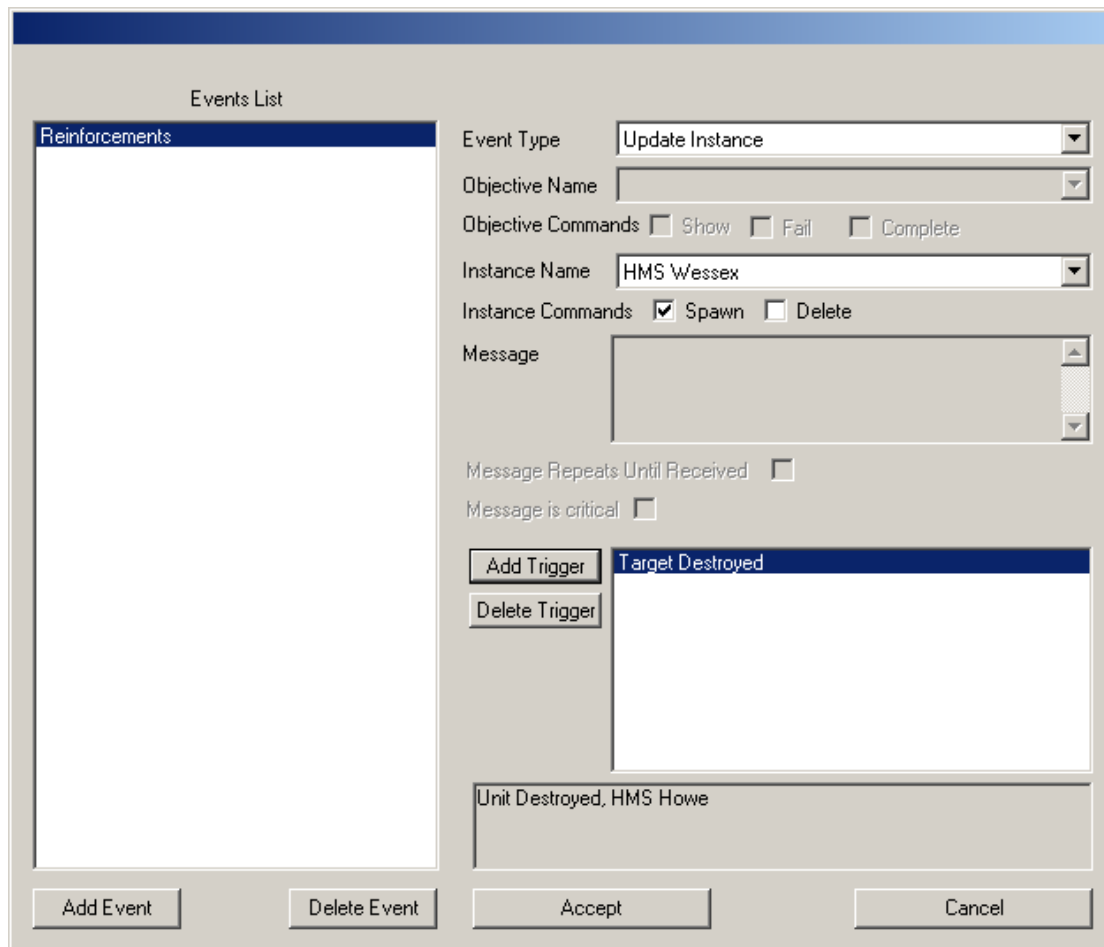 Events List
Reinforcements
Event Type
Update Instance
Objective Name
Objective Commands Show Fail Complete
Instance Name
HMS Wessex
Instance Commands Spawn Delete
Message
Message Repeats Until Received
Message is critical
Add Trigger
Target Destroyed
Delete Trigger
Unit Destroyed, HMS Howe
Add Event
Delete Event
Accept
Cancel